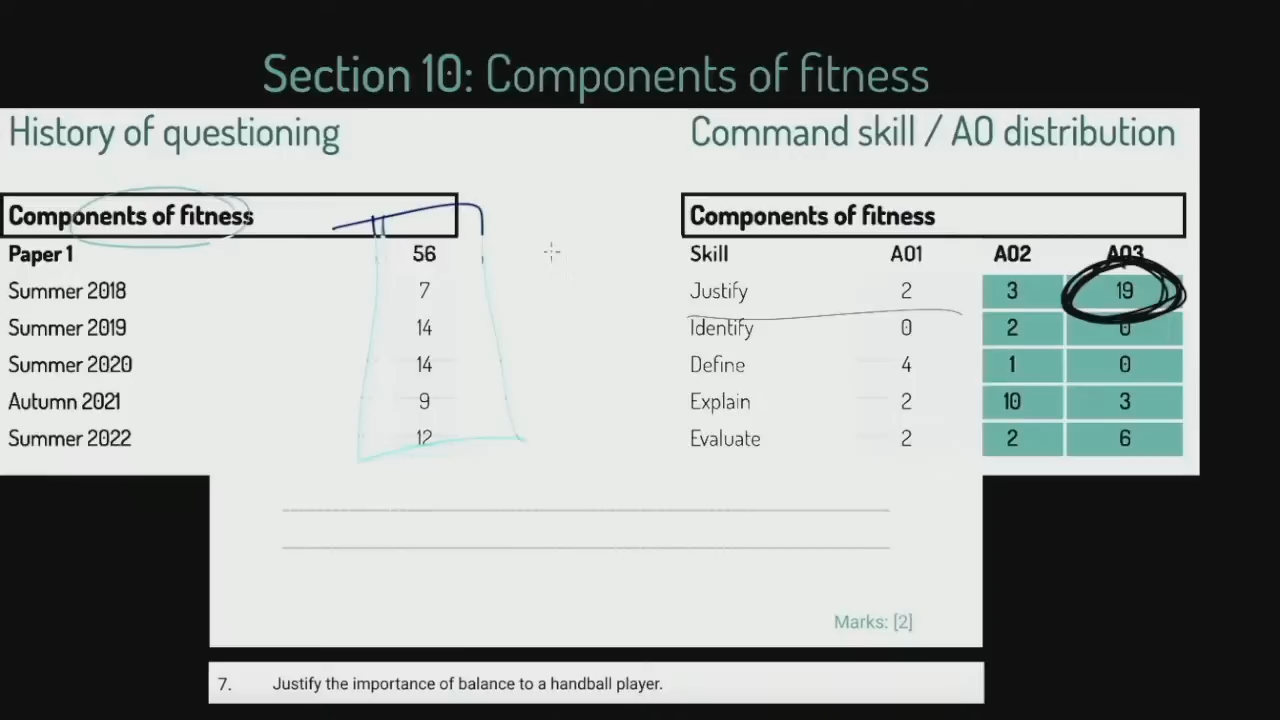 Section 10: Components of fitness
History of questioning
Command skill / AO distribution
Components of fitness
Paper 1 56
Summer 2018 7
Summer 2019 14
Summer 2020 14
Autumn 2021 9
Summer 2022 12
Components of fitness
Skill AO1 AO2 AO3
Justify 2 3 19
Identify 0 2 0
Define 4 1 0
Explain 2 10 3
Evaluate 2 2 6
Marks: [2]
7. Justify the importance of balance to a handball player.